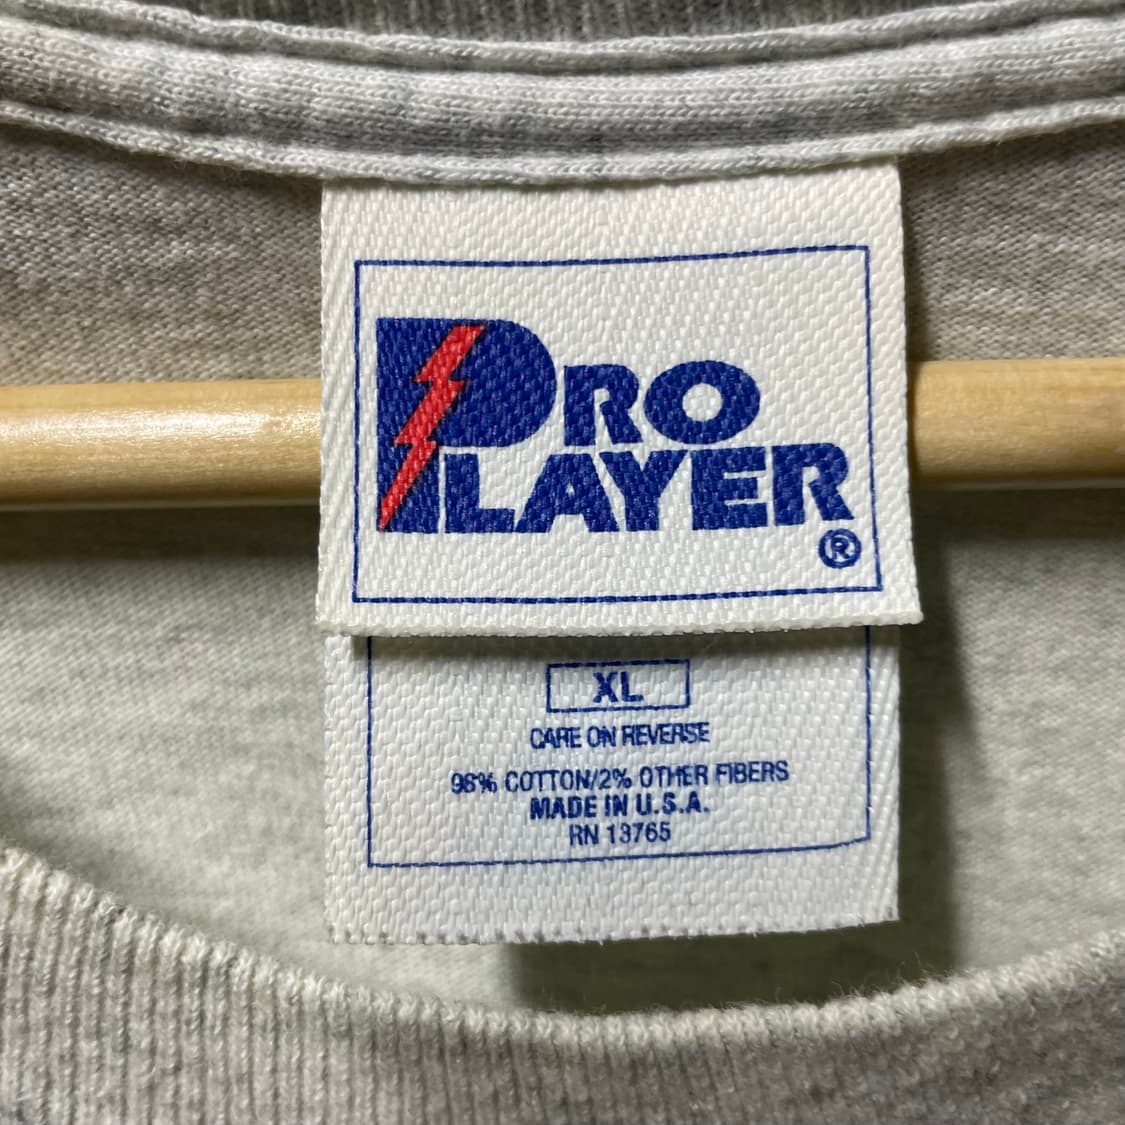 PRO
PLAYER
®
XL
CARE ON REVERSE
98% COTTON/2% OTHER FIBERS
MADE IN U.S.A.
RN 13765